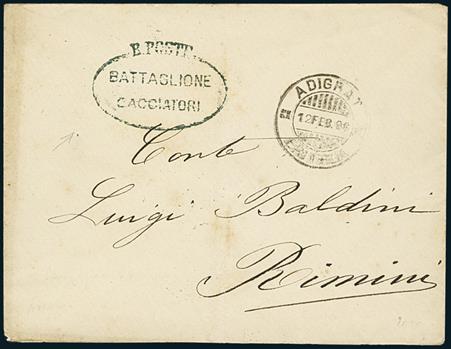 R. POSTE
BATTAGLIONE
CACCIATORI
ADIGRAT
12 FEB. 96
Conte
Luigi Baldini
Rimini